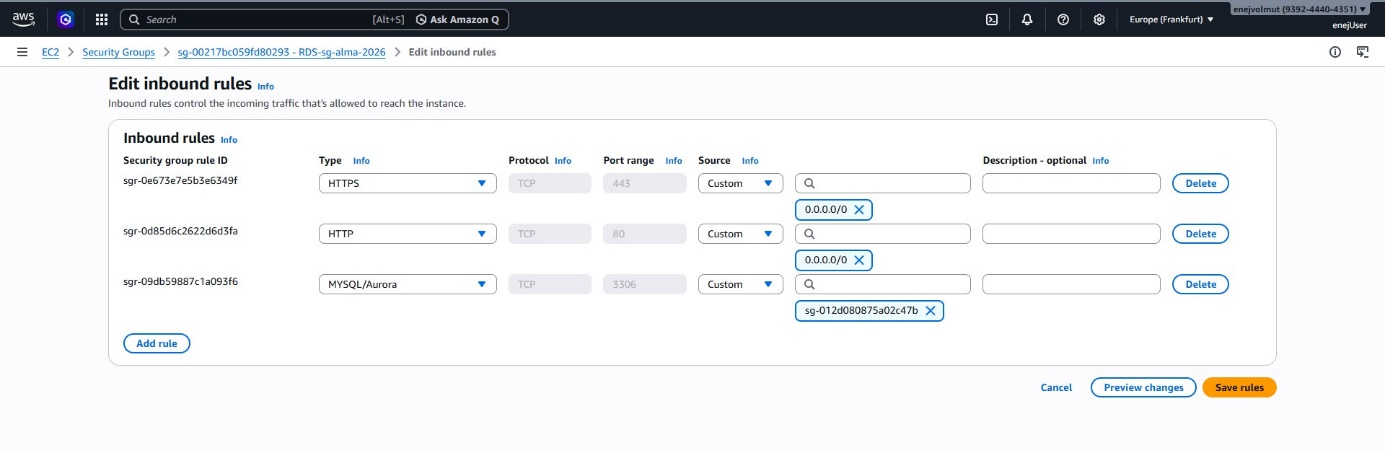 aws Search [Alt+S] Ask Amazon Q Europe (Frankfurt) enejvolmut (9392-4440-4351)
enejUser
EC2 > Security Groups > sg-00217bc059fd80293 - RDS-sg-alma-2026 > Edit inbound rules
Edit inbound rules Info
Inbound rules control the incoming traffic that's allowed to reach the instance.
Inbound rules Info
Security group rule ID Type Info Protocol Info Port range Info Source Info Description - optional Info
sgr-0e673e7e5b3e6349f HTTPS TCP 443 Custom Delete
0.0.0.0/0
sgr-0d85d6c2622d6d3fa HTTP TCP 80 Custom Delete
0.0.0.0/0
sgr-09db59887c1a093f6 MYSQL/Aurora TCP 3306 Custom Delete
sg-012d080875a02c47b
Add rule
Cancel Preview changes Save rules